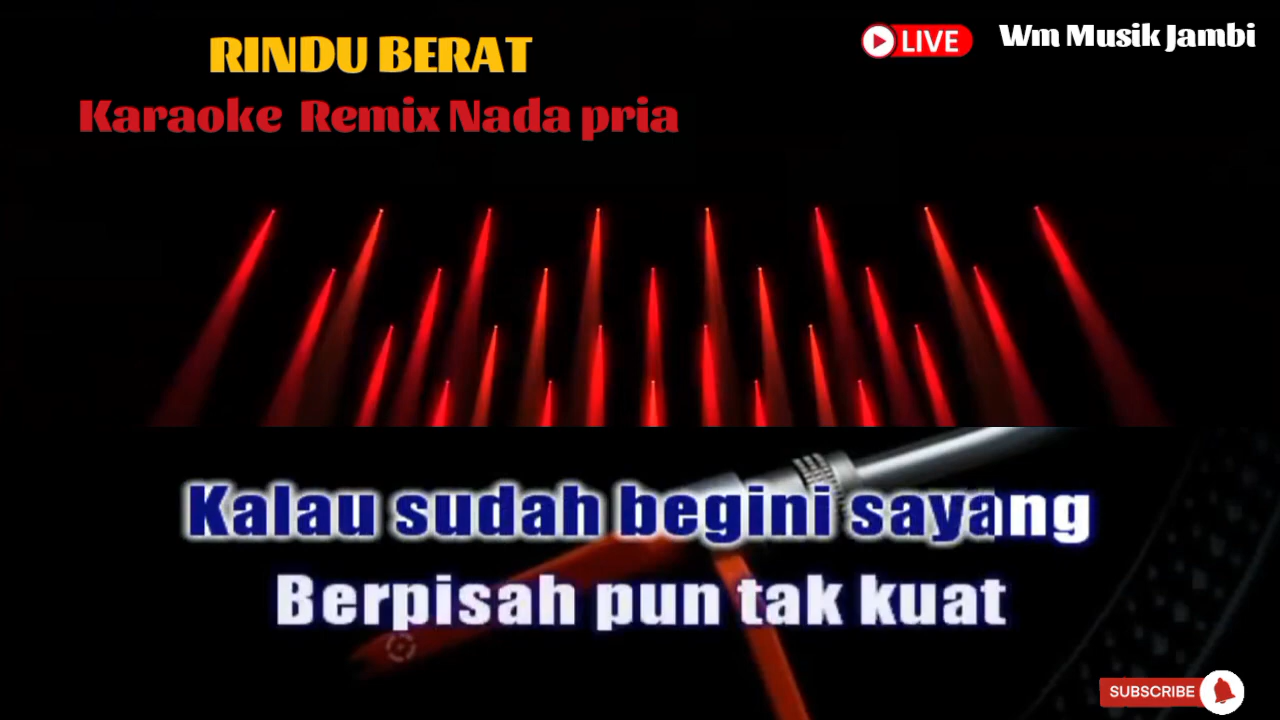 RINDU BERAT
LIVE
Wm Musik Jambi
Karaoke Remix Nada pria
Kalau sudah begini sayang
Berpisah pun tak kuat
SUBSCRIBE